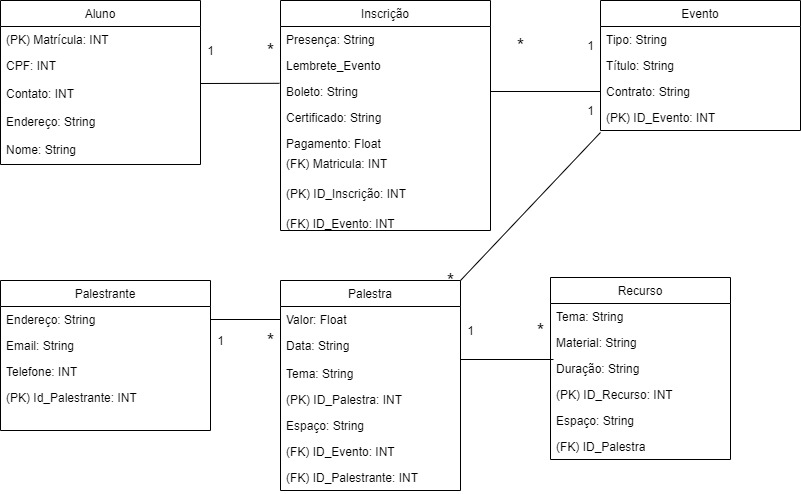 Aluno
(PK) Matrícula: INT
CPF: INT
Contato: INT
Endereço: String
Nome: String
1
*
Inscrição
Presença: String
Lembrete_Evento
Boleto: String
Certificado: String
Pagamento: Float
(FK) Matricula: INT
(PK) ID_Inscrição: INT
(FK) ID_Evento: INT
*
1
Evento
Tipo: String
Título: String
Contrato: String
(PK) ID_Evento: INT
1
*
Palestrante
Endereço: String
Email: String
Telefone: INT
(PK) Id_Palestrante: INT
1
*
Palestra
Valor: Float
Data: String
Tema: String
(PK) ID_Palestra: INT
Espaço: String
(FK) ID_Evento: INT
(FK) ID_Palestrante: INT
1
*
Recurso
Tema: String
Material: String
Duração: String
(PK) ID_Recurso: INT
Espaço: String
(FK) ID_Palestra